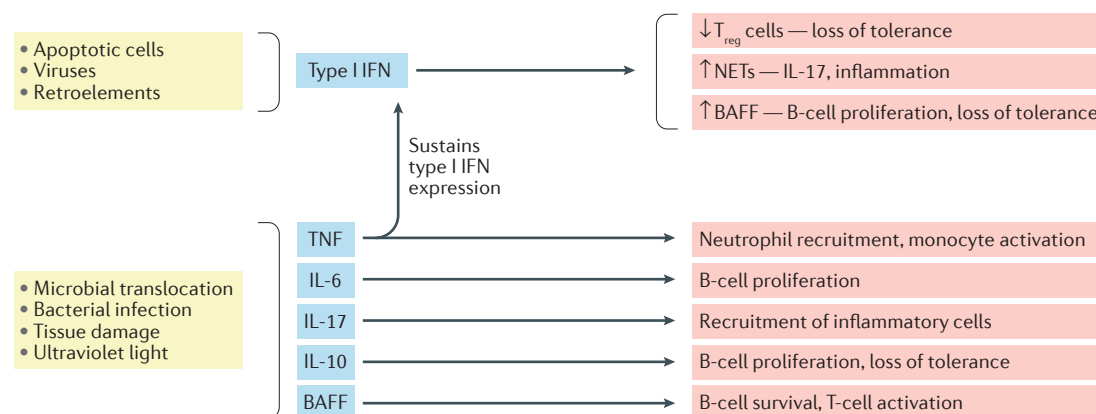 • Apoptotic cells
• Viruses
• Retroelements
Type I IFN
↓T_reg cells — loss of tolerance
↑NETs — IL-17, inflammation
↑BAFF — B-cell proliferation, loss of tolerance
Sustains
type I IFN
expression
• Microbial translocation
• Bacterial infection
• Tissue damage
• Ultraviolet light
TNF
Neutrophil recruitment, monocyte activation
IL-6
B-cell proliferation
IL-17
Recruitment of inflammatory cells
IL-10
B-cell proliferation, loss of tolerance
BAFF
B-cell survival, T-cell activation